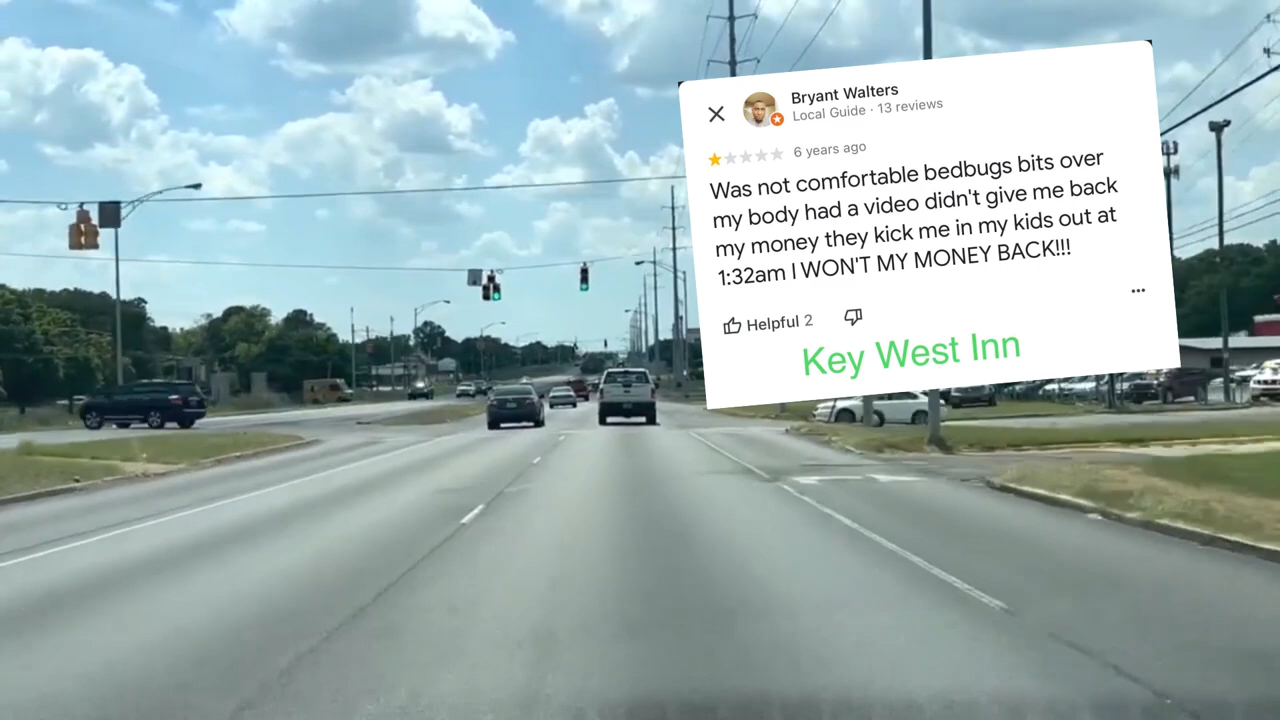 Bryant Walters
Local Guide · 13 reviews
6 years ago
Was not comfortable bedbugs bits over
my body had a video didn't give me back
my money they kick me in my kids out at
1:32am I WON'T MY MONEY BACK!!!
Helpful 2
Key West Inn